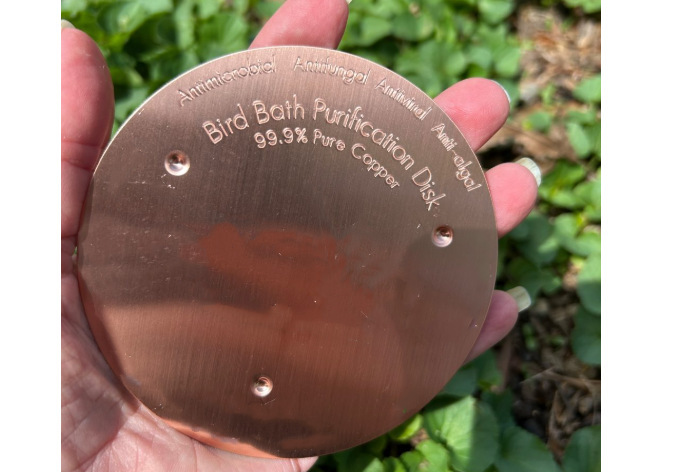 Antimicrobial Antifungal Antiviral Anti-algal
Bird Bath Purification Disk
99.9% Pure Copper